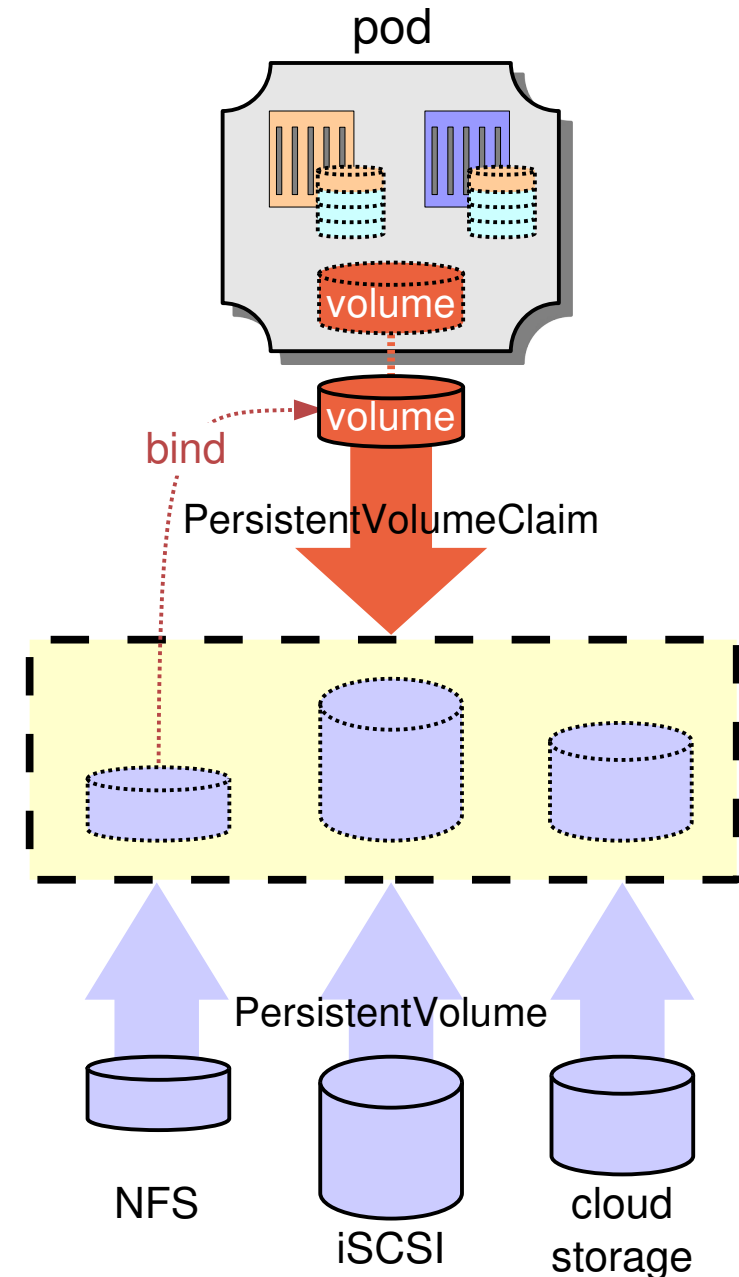 pod
volume
volume
bind
PersistentVolumeClaim
PersistentVolume
NFS
iSCSI
cloud
storage